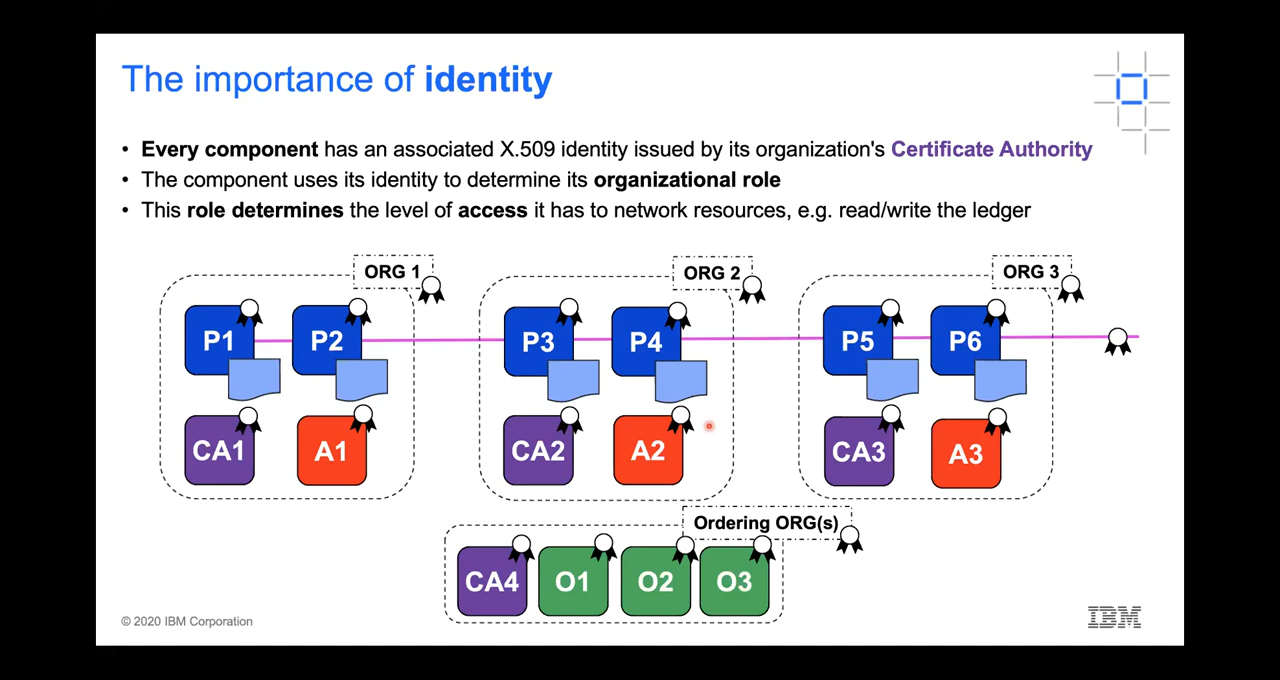 The importance of identity
• Every component has an associated X.509 identity issued by its organization's Certificate Authority
• The component uses its identity to determine its organizational role
• This role determines the level of access it has to network resources, e.g. read/write the ledger
ORG 1
ORG 2
ORG 3
P1
P2
P3
P4
P5
P6
CA1
A1
CA2
A2
CA3
A3
Ordering ORG(s)
CA4
O1
O2
O3
© 2020 IBM Corporation
IBM